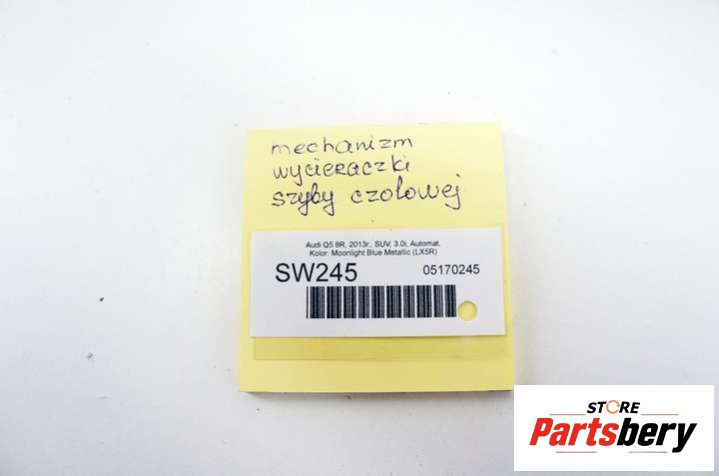 mechanizm
wycieraczki
szyby czołowej
Audi Q5 8R, 2013r., SUV, 3.0i, Automat,
Kolor: Moonlight Blue Metallic (LX5R)
SW245 05170245
STORE
Partsbery